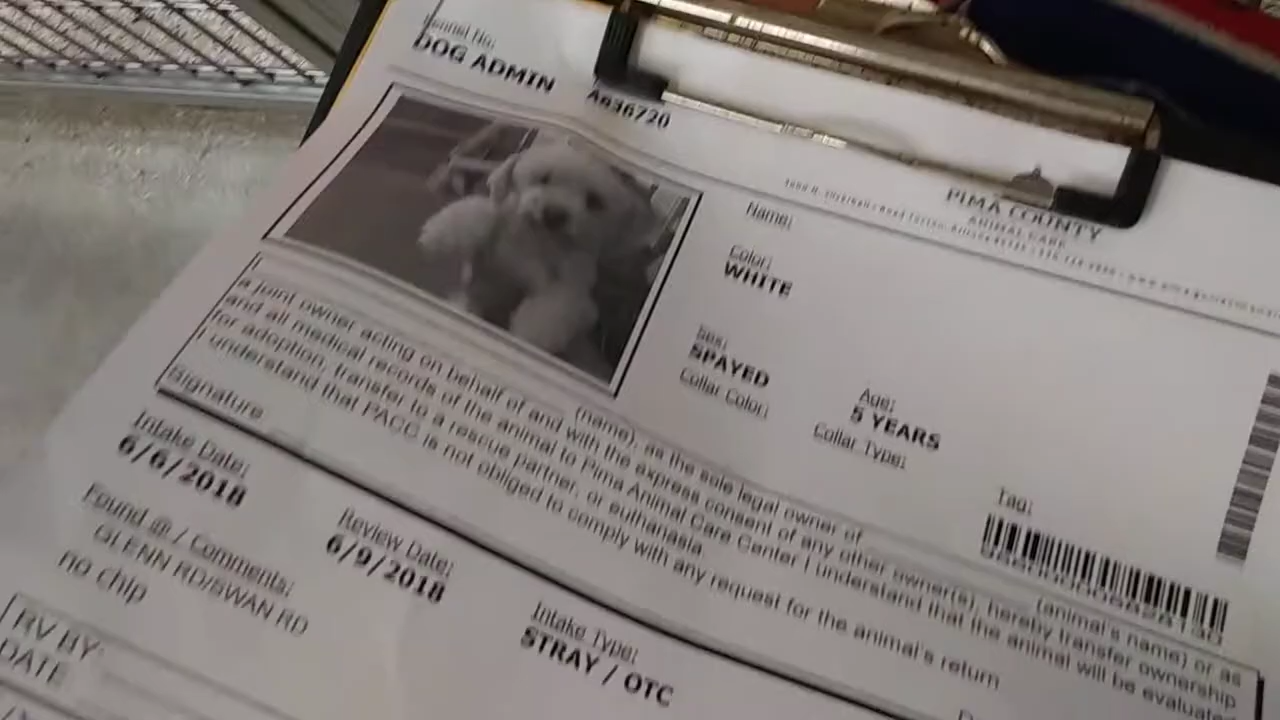 Kennel No:
DOG ADMIN
A636720
PIMA COUNTY
ANIMAL CARE
Name:
Color:
WHITE
Sex:
SPAYED
Age:
5 YEARS
Collar Color:
Collar Type:
Tag:
I
(name), as the sole legal owner of
(animal's name) or as
a joint owner acting on behalf of and with the express consent of any other owner(s), hereby transfer ownership
and all medical records of the animal to Pima Animal Care Center I understand that the animal will be evaluate
for adoption, transfer to a rescue partner, or euthanasia
I understand that PACC is not obliged to comply with any request for the animal's return
Signature
D
Intake Date:
6/6/2018
Review Date:
6/9/2018
Intake Type:
STRAY / OTC
Found @ / Comments:
GLENN RD/SWAN RD
no chip
RV BY:
DATE